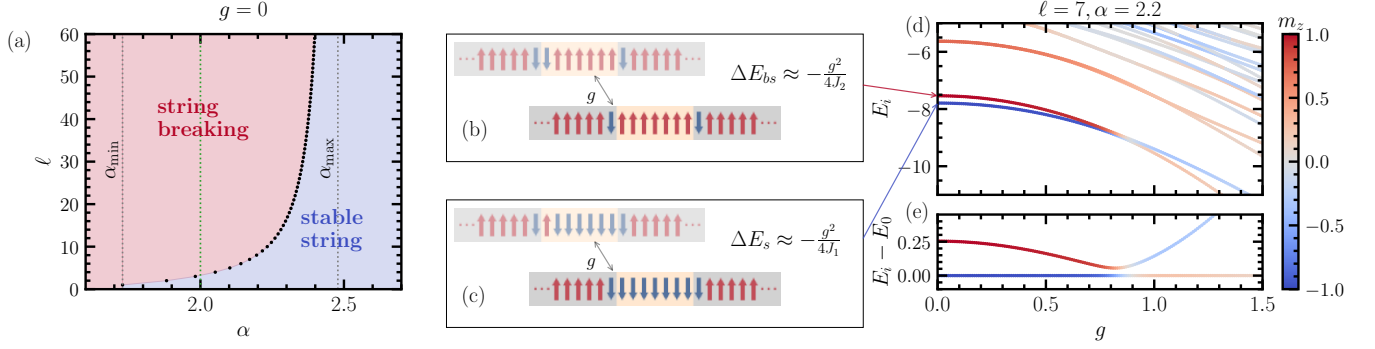 (a)
g = 0
60
50
40
30
20
10
0
ℓ
string
breaking
stable
string
α_min
α_max
2.0
2.5
α
···
···
g
···
···
(b)
ΔE_bs ≈ −g²/4J₂
···
···
g
···
···
(c)
ΔE_s ≈ −g²/4J₁
(d)
ℓ = 7, α = 2.2
−6
−8
−10
E_i
(e)
0.25
0.00
E_i − E_0
0.0
0.5
1.0
1.5
g
m_z
1.0
0.5
0.0
−0.5
−1.0